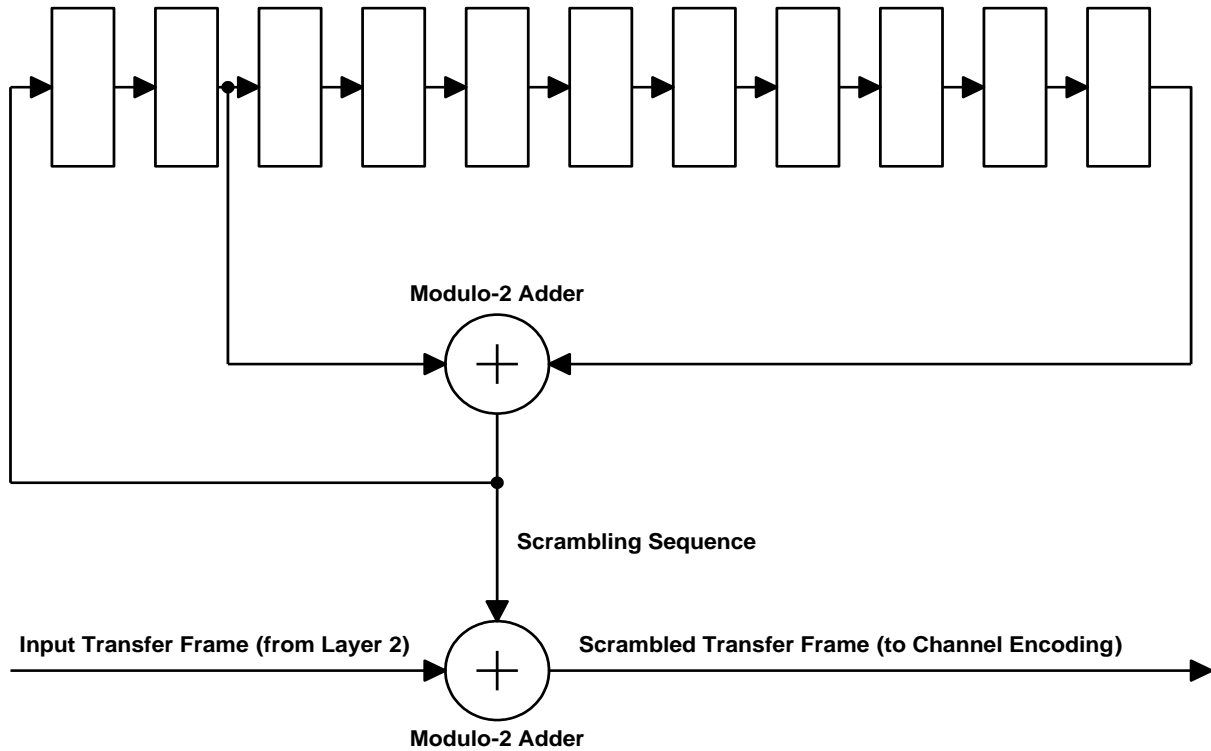 Modulo-2 Adder
Scrambling Sequence
Input Transfer Frame (from Layer 2)
Scrambled Transfer Frame (to Channel Encoding)
Modulo-2 Adder